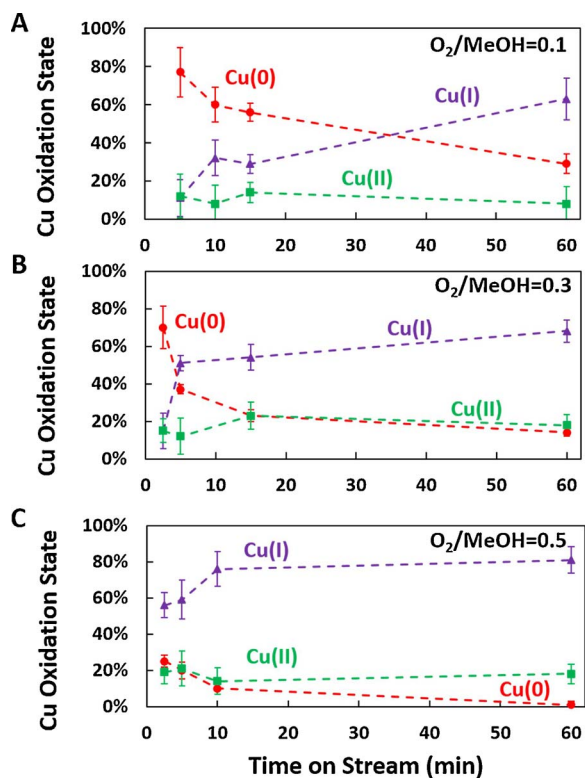 A
O₂/MeOH=0.1
80%
60%
40%
20%
0%
Cu Oxidation State
Cu(0)
Cu(I)
Cu(II)
0 10 20 30 40 50 60
B
O₂/MeOH=0.3
100%
80%
60%
40%
20%
0%
Cu Oxidation State
Cu(0)
Cu(I)
Cu(II)
0 10 20 30 40 50 60
C
O₂/MeOH=0.5
100%
80%
60%
40%
20%
0%
Cu Oxidation State
Cu(I)
Cu(II)
Cu(0)
0 10 20 30 40 50 60
Time on Stream (min)